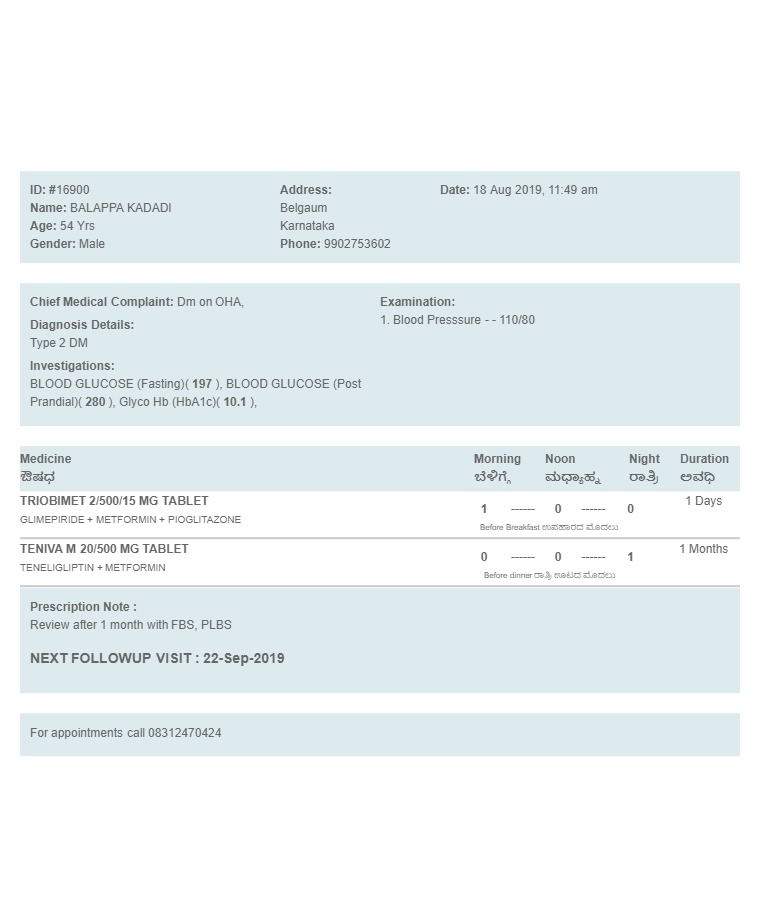 ID: #16900
Name: BALAPPA KADADI
Age: 54 Yrs
Gender: Male
Address:
Belgaum
Karnataka
Phone: 9902753602
Date: 18 Aug 2019, 11:49 am
Chief Medical Complaint: Dm on OHA,
Diagnosis Details:
Type 2 DM
Investigations:
BLOOD GLUCOSE (Fasting)( 197 ), BLOOD GLUCOSE (Post
Prandial)( 280 ), Glyco Hb (HbA1c)( 10.1 ),
Examination:
1. Blood Presssure - - 110/80
Medicine Morning Noon Night Duration
ಔಷಧ ಬೆಳಿಗ್ಗೆ ಮಧ್ಯಾಹ್ನ ರಾತ್ರಿ ಅವಧಿ
TRIOBIMET 2/500/15 MG TABLET 1 Days
1 ------ 0 ------ 0
GLIMEPIRIDE + METFORMIN + PIOGLITAZONE
Before Breakfast ಉಪಹಾರದ ಮೊದಲು
TENIVA M 20/500 MG TABLET 1 Months
0 ------ 0 ------ 1
TENELIGLIPTIN + METFORMIN
Before dinner ರಾತ್ರಿ ಊಟದ ಮೊದಲು
Prescription Note :
Review after 1 month with FBS, PLBS
NEXT FOLLOWUP VISIT : 22-Sep-2019
For appointments call 08312470424